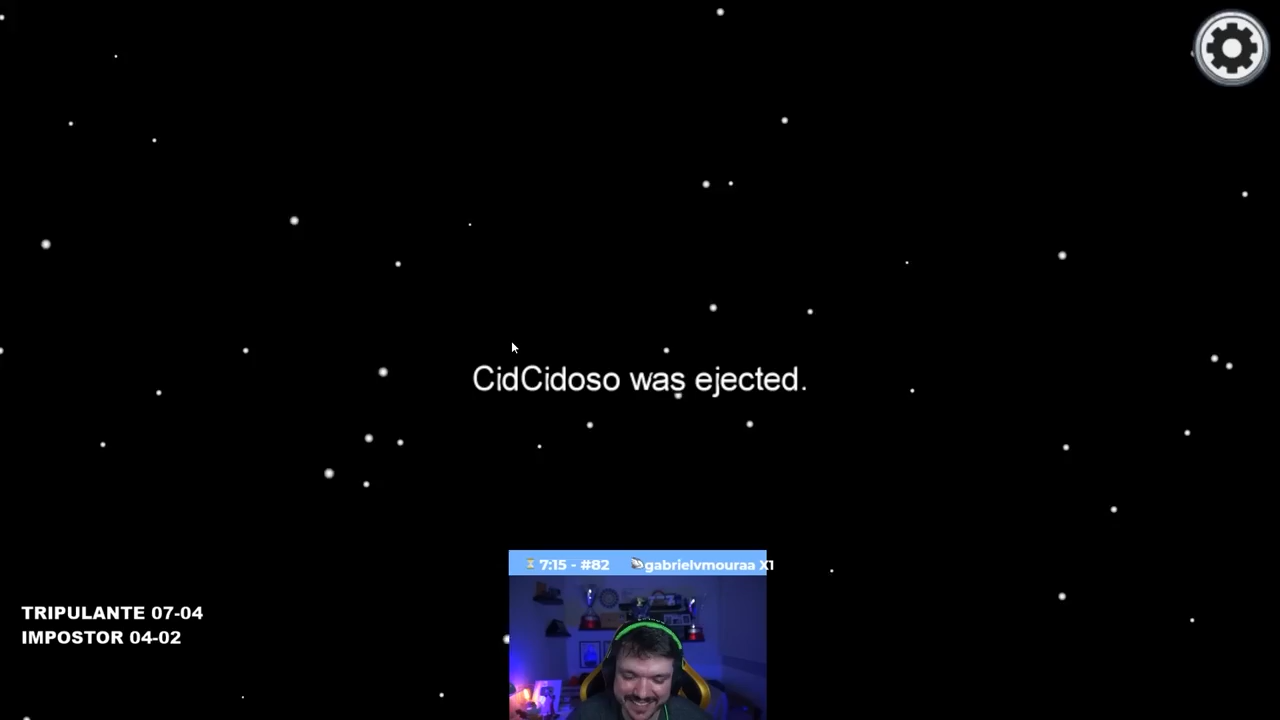 CidCidoso was ejected.
7:15 - #82 gabrielvmouraa X1
TRIPULANTE 07-04
IMPOSTOR 04-02